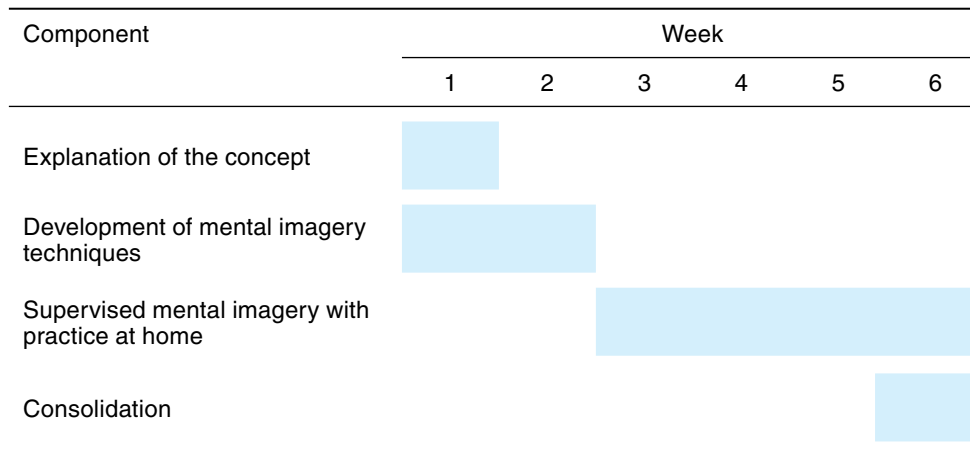 Component
Week
1 2 3 4 5 6
Explanation of the concept
Development of mental imagery
techniques
Supervised mental imagery with
practice at home
Consolidation